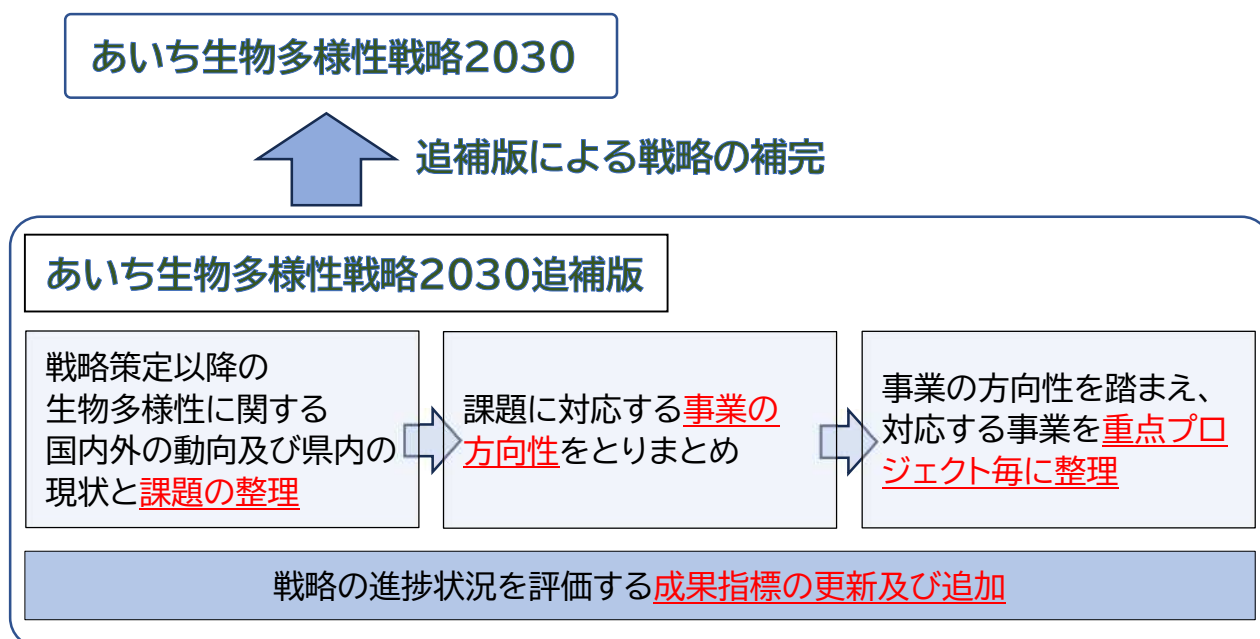 あいち生物多様性戦略2030
追補版による戦略の補完
あいち生物多様性戦略2030追補版
戦略策定以降の
生物多様性に関する
国内外の動向及び県内の
現状と課題の整理
課題に対応する事業の
方向性をとりまとめ
事業の方向性を踏まえ、
対応する事業を重点プロ
ジェクト毎に整理
戦略の進捗状況を評価する成果指標の更新及び追加